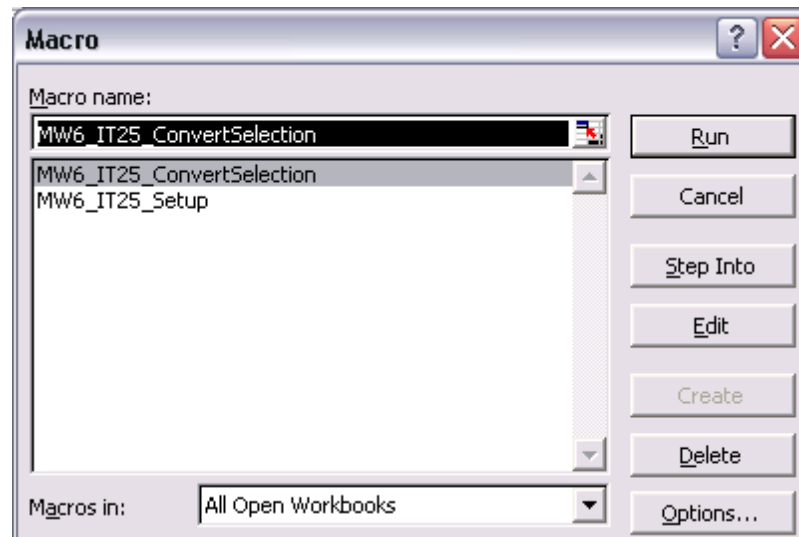 Macro
?
Macro name:
MW6_IT25_ConvertSelection
MW6_IT25_ConvertSelection
MW6_IT25_Setup
Run
Cancel
Step Into
Edit
Create
Delete
Options...
Macros in:
All Open Workbooks